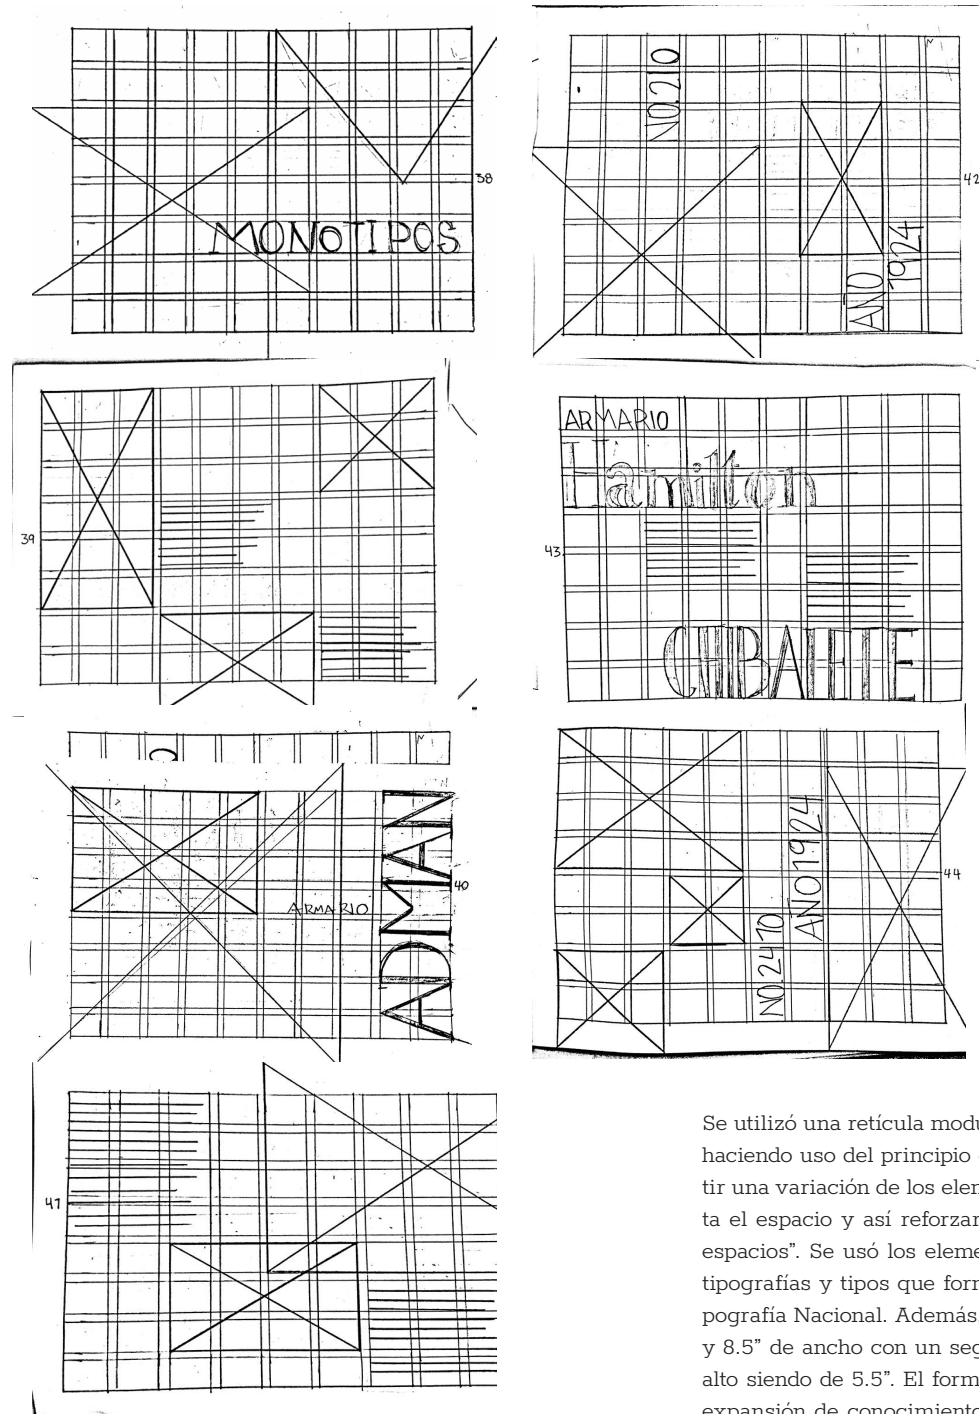 MONOTIPOS
38
NO.210
AÑO
1924
42
39
ARMARIO
Hamilton
43
CHIBALETE
ARMARIO
ADMAN
40
NO.2410
AÑO 1924
44
41
Se utilizó una retícula modu
haciendo uso del principio
tir una variación de los elem
ta el espacio y así reforzar
espacios”. Se usó los eleme
tipografías y tipos que form
pografía Nacional. Además
y 8.5” de ancho con un seg
alto siendo de 5.5”. El form
expansión de conocimiento